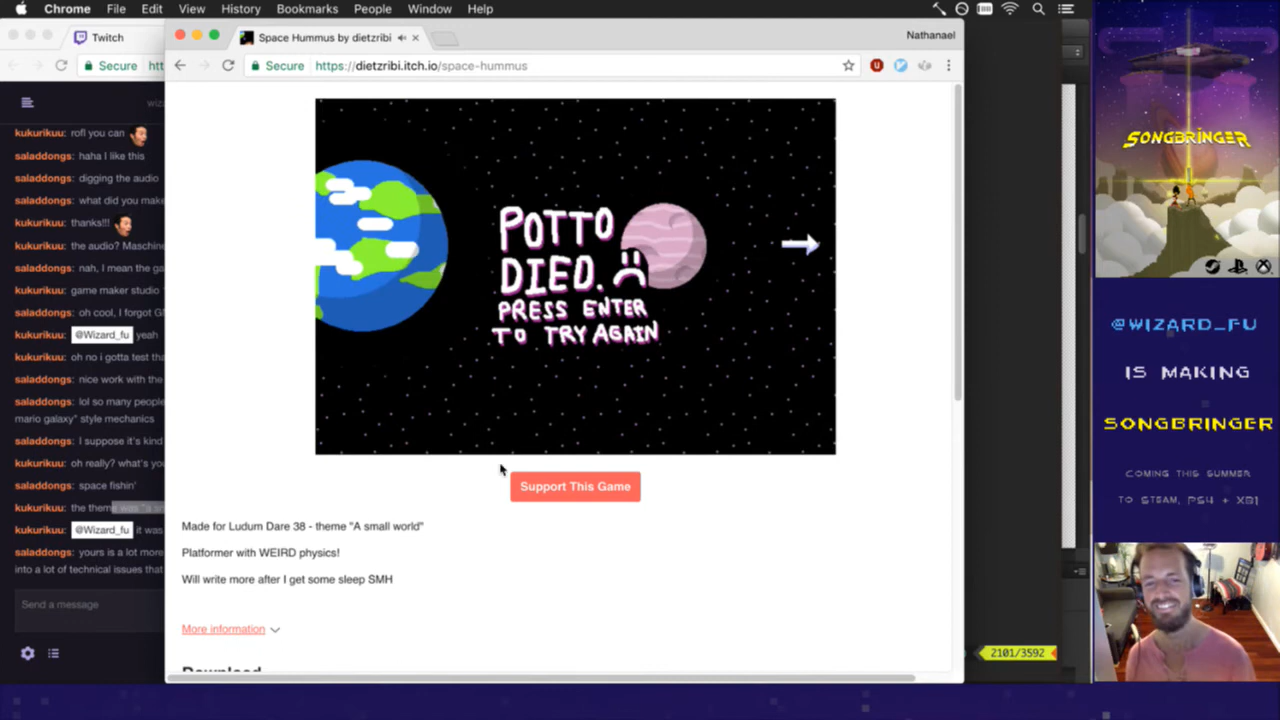 Chrome File Edit View History Bookmarks People Window Help
Twitch
Space Hummus by dietzribi
Nathanael
Secure
Secure https://dietzribi.itch.io/space-hummus
kukurikuu: rofl you can
saladdongs: haha I like this
saladdongs: digging the audio
saladdongs: what did you make
kukurikuu: thanks!!!
kukurikuu: the audio? Maschine
saladdongs: nah, I mean the
kukurikuu: game maker studio
saladdongs: oh cool, I forgot
kukurikuu: @Wizard_fu yeah
kukurikuu: oh no i gotta test
saladdongs: nice work with the
saladdongs: lol so many people
mario galaxy" style mechanics
saladdongs: I suppose it's kind
kukurikuu: oh really? what's
saladdongs: space fishin'
kukurikuu: the theme was "a
kukurikuu: @Wizard_fu it was
saladdongs: yours is a lot more
into a lot of technical issues that
Send a message
POTTO
DIED.
PRESS ENTER
TO TRY AGAIN
Support This Game
Made for Ludum Dare 38 - theme "A small world"
Platformer with WEIRD physics!
Will write more after I get some sleep SMH
More information
Download
2101/3592
SONGBRINGER
@WIZARD_FU
IS MAKING
SONGBRINGER
COMING THIS SUMMER
TO STEAM, PS4 + XB1